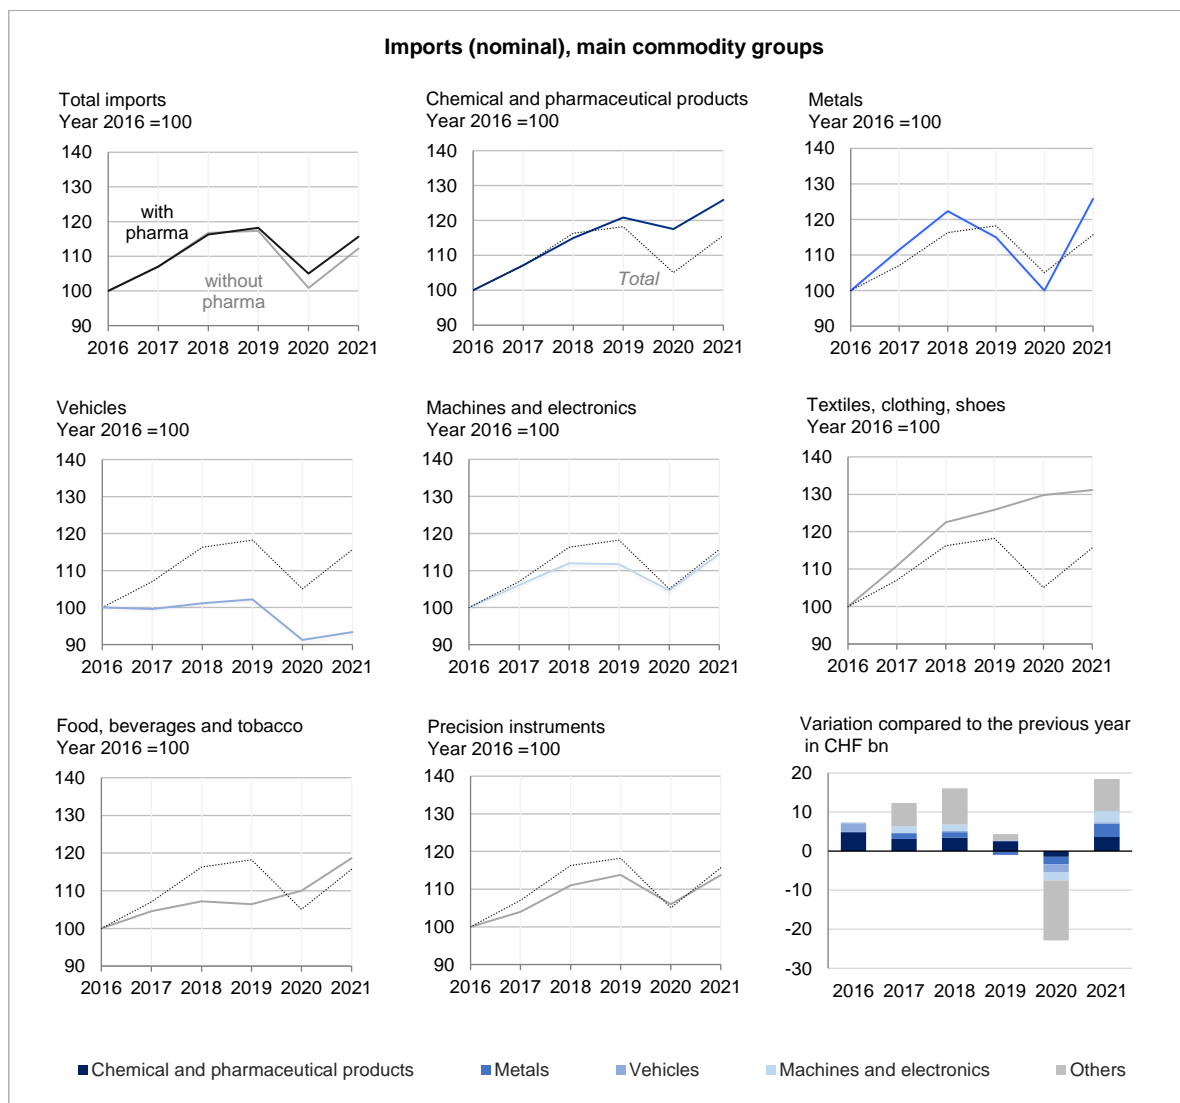 Imports (nominal), main commodity groups
Total imports
Year 2016 =100
140
130
120
110
100
90
with
pharma
without
pharma
2016 2017 2018 2019 2020 2021
Chemical and pharmaceutical products
Year 2016 =100
140
130
120
110
100
90
Total
2016 2017 2018 2019 2020 2021
Metals
Year 2016 =100
140
130
120
110
100
90
2016 2017 2018 2019 2020 2021
Vehicles
Year 2016 =100
140
130
120
110
100
90
2016 2017 2018 2019 2020 2021
Machines and electronics
Year 2016 =100
140
130
120
110
100
90
2016 2017 2018 2019 2020 2021
Textiles, clothing, shoes
Year 2016 =100
140
130
120
110
100
90
2016 2017 2018 2019 2020 2021
Food, beverages and tobacco
Year 2016 =100
140
130
120
110
100
90
2016 2017 2018 2019 2020 2021
Precision instruments
Year 2016 =100
140
130
120
110
100
90
2016 2017 2018 2019 2020 2021
Variation compared to the previous year
in CHF bn
20
10
0
-10
-20
-30
2016 2017 2018 2019 2020 2021
Chemical and pharmaceutical products Metals Vehicles Machines and electronics Others